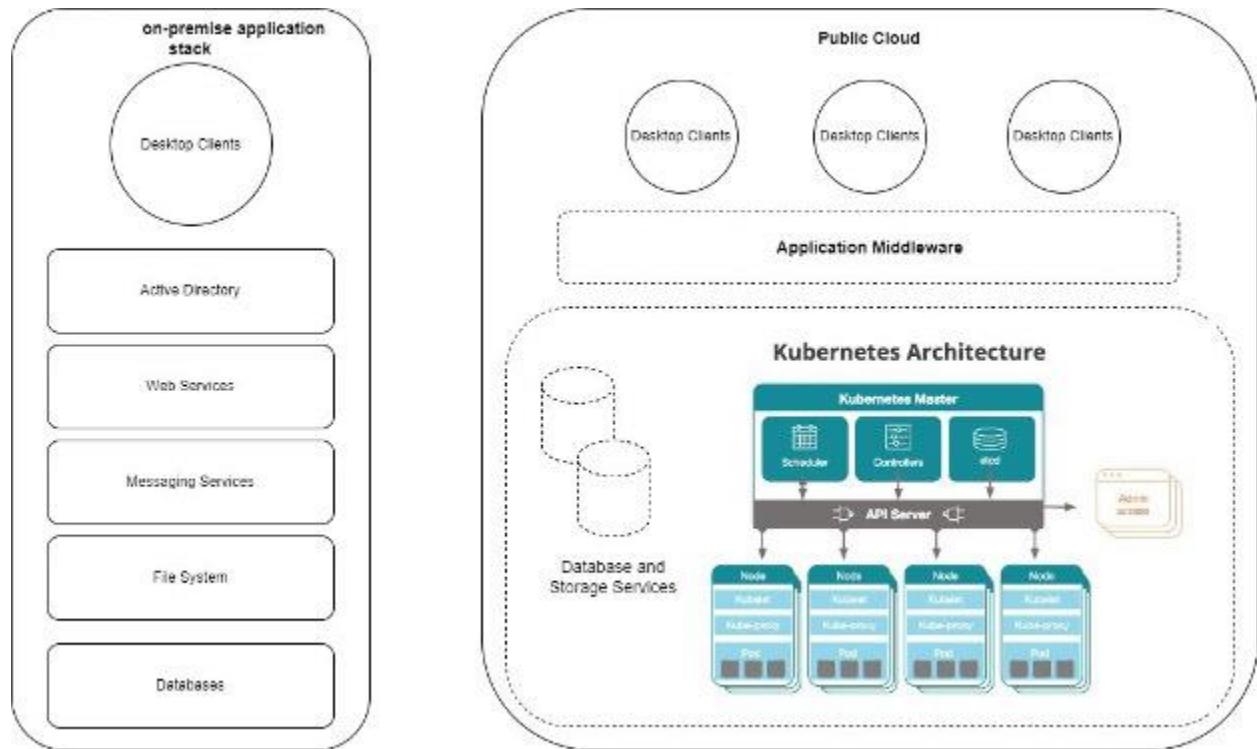 on-premise application
stack
Desktop Clients
Active Directory
Web Services
Messaging Services
File System
Databases
Public Cloud
Desktop Clients
Desktop Clients
Desktop Clients
Application Middleware
Kubernetes Architecture
Kubernetes Master
Scheduler
Controllers
etcd
API Server
Admin
access
Database and
Storage Services
Node
Node
Node
Node
Kubelet
Kubelet
Kubelet
Kubelet
Kube-proxy
Kube-proxy
Kube-proxy
Kube-proxy
Pod
Pod
Pod
Pod